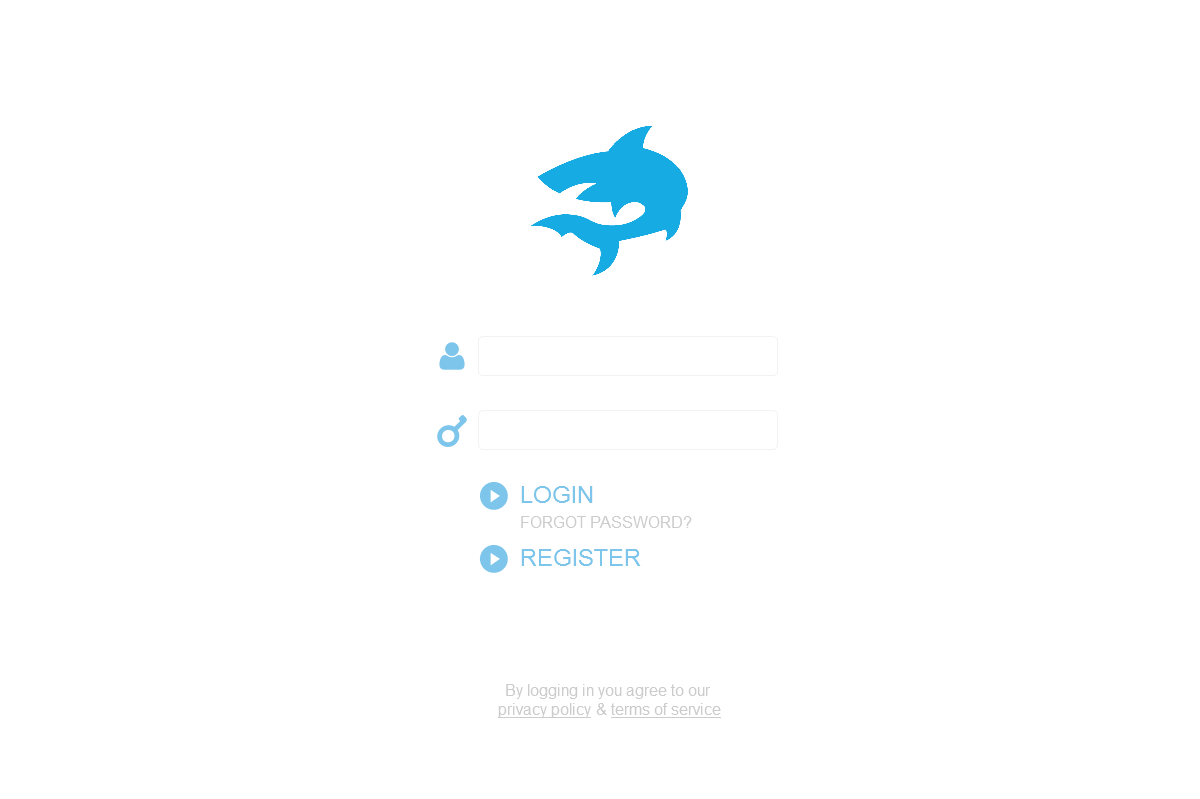 LOGIN
FORGOT PASSWORD?
REGISTER
By logging in you agree to our
privacy policy & terms of service